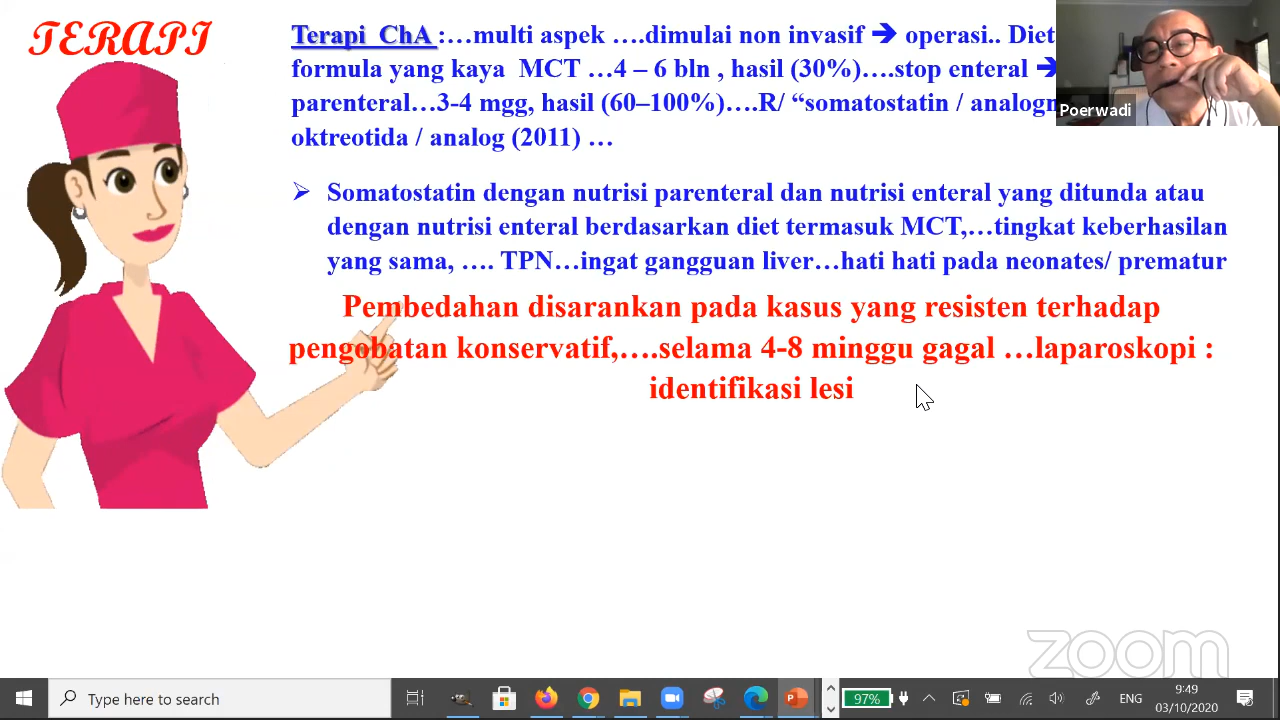 TERAPI
Terapi ChA :…multi aspek ….dimulai non invasif ➔ operasi.. Diet
formula yang kaya MCT …4 – 6 bln , hasil (30%)….stop enteral ➔
parenteral…3-4 mgg, hasil (60–100%)….R/ “somatostatin /
oktreotida / analog (2011) …
Poerwadi
➢ Somatostatin dengan nutrisi parenteral dan nutrisi enteral yang ditunda atau
dengan nutrisi enteral berdasarkan diet termasuk MCT,…tingkat keberhasilan
yang sama, …. TPN…ingat gangguan liver…hati hati pada neonates/ prematur
Pembedahan disarankan pada kasus yang resisten terhadap
pengobatan konservatif,….selama 4-8 minggu gagal …laparoskopi :
identifikasi lesi
zoom
Type here to search
97%
ENG
9:49
03/10/2020